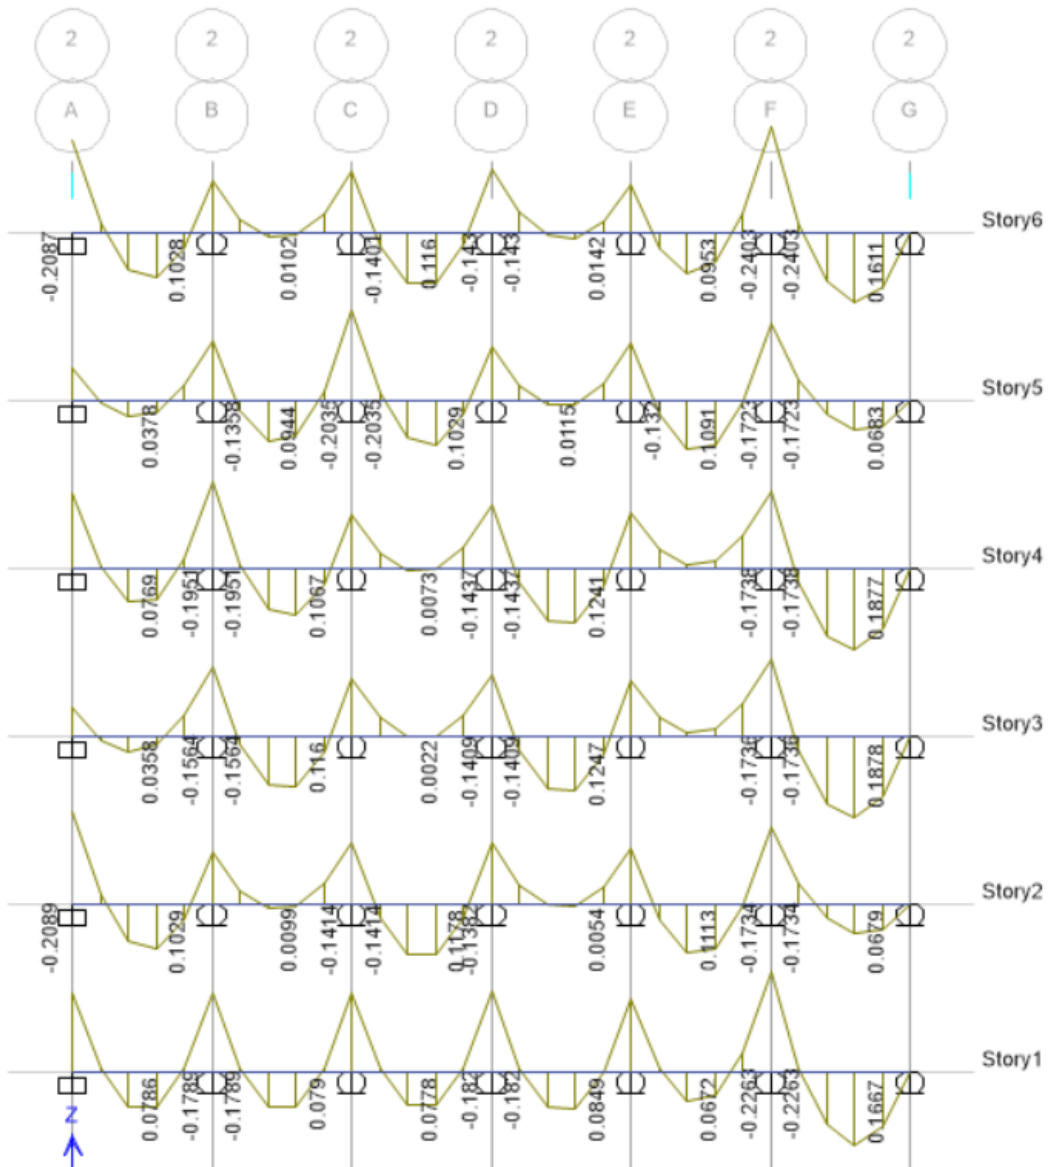 2 2 2 2 2 2 2
A B C D E F G
Story6
-0.2087 0.1028 0.0102 -0.1401 0.116 -0.143 -0.143 0.0142 0.0953 -0.2403 -0.2403 0.1611
Story5
0.0378 -0.1358 0.0944 -0.2035 -0.2035 0.1029 0.0115 -0.132 0.1091 -0.1723 -0.1723 0.0683
Story4
0.0769 -0.1951 -0.1951 0.1067 0.0073 -0.1437 -0.1437 0.1241 -0.1738 -0.1738 0.1877
Story3
0.0358 -0.1564 -0.1564 0.116 0.0022 -0.1409 -0.1409 0.1247 -0.1736 -0.1736 0.1878
Story2
-0.2089 0.1029 0.0099 -0.1414 -0.1414 0.1178 -0.1382 0.0054 0.1113 -0.1734 -0.1734 0.0679
Story1
0.0786 -0.1789 -0.1789 0.079 0.0778 -0.182 -0.182 0.0849 0.0672 -0.2263 -0.2263 0.1667
Z